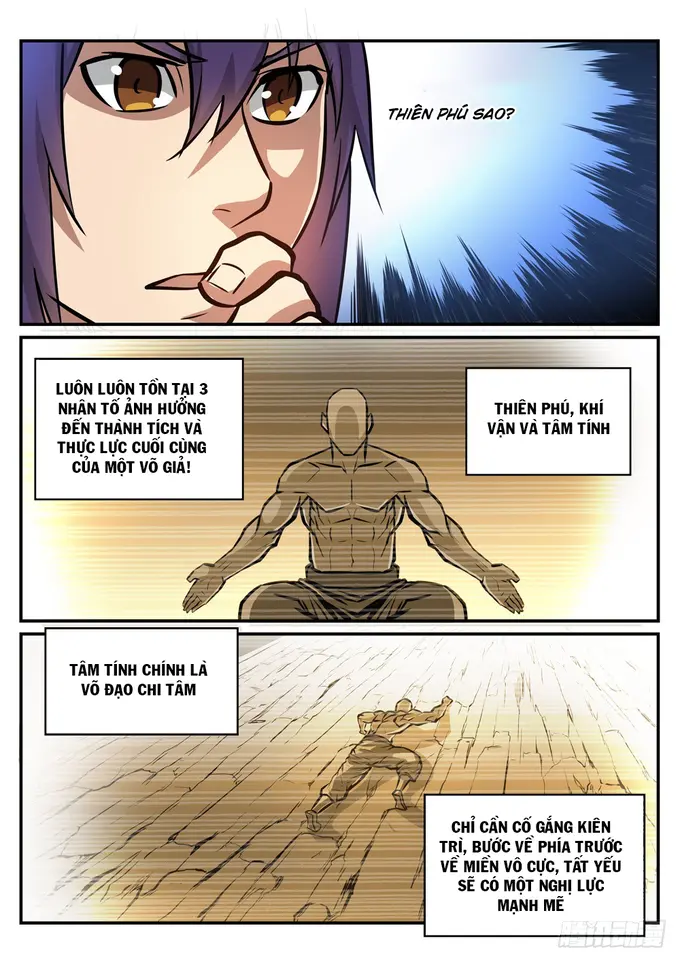 THIÊN PHÚ SAO?
LUÔN LUÔN TỒN TẠI 3
NHÂN TỐ ẢNH HƯỞNG
ĐẾN THÀNH TÍCH VÀ
THỰC LỰC CUỐI CÙNG
CỦA MỘT VÕ GIẢ!
THIÊN PHÚ, KHÍ
VẬN VÀ TÂM TÍNH
TÂM TÍNH CHÍNH LÀ
VÕ ĐẠO CHI TÂM
CHỈ CẦN CỐ GẮNG KIÊN
TRÌ, BƯỚC VỀ PHÍA TRƯỚC
VỀ MIỀN VÔ CỰC, TẤT YẾU
SẼ CÓ MỘT NGHỊ LỰC
MẠNH MẼ